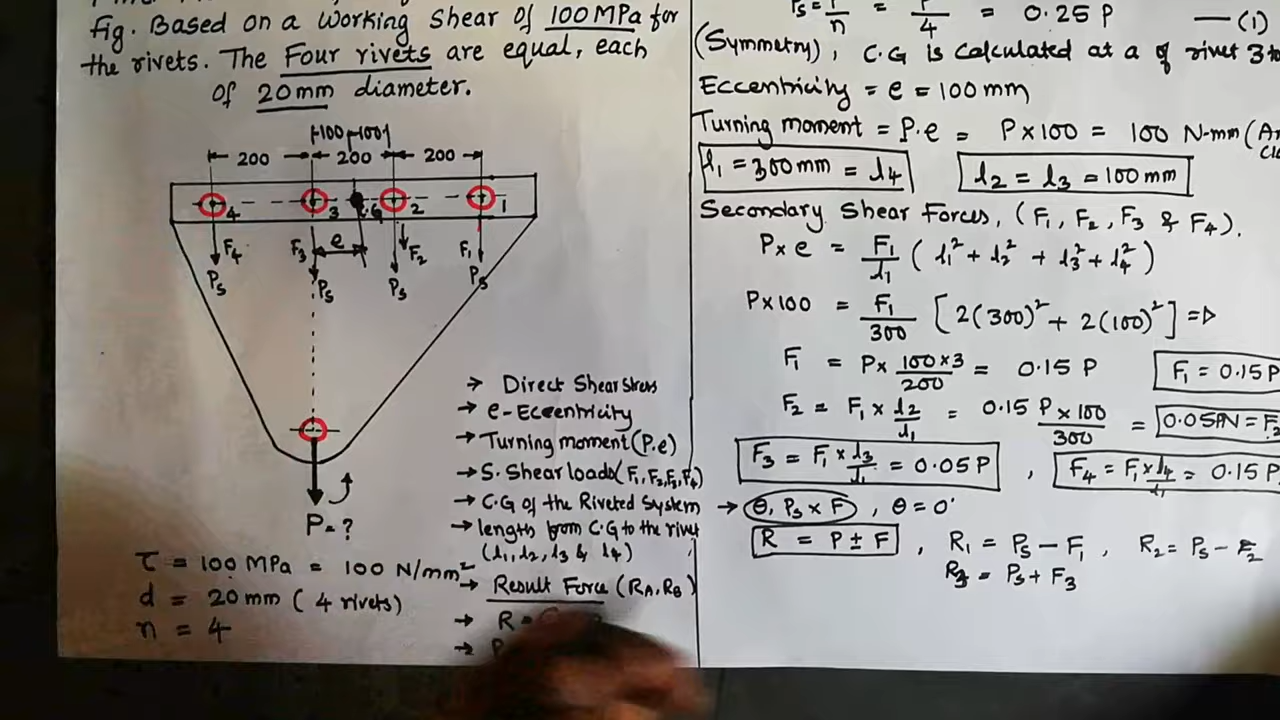 fig. Based on a Working Shear of 100 MPa for
the rivets. The Four rivets are equal, each
of 20mm diameter.
100 100
200 200 200
4 3 C.G 2 1
F4 F3 e F2 F1
Ps Ps Ps Ps
P=?
τ = 100 MPa = 100 N/mm²
d = 20mm ( 4 rivets)
n = 4
→ Direct Shear Stress
→ e-Eccentricity
→ Turning moment (P.e)
→ S. Shear loads (F1, F2, F3, F4)
→ C.G of the Riveted System
→ length from C.G to the rivet
(l1, l2, l3 & l4)
→ Result Force (RA, RB)
→ R =
→ P
Ps = P/n = P/4 = 0.25 P —(1)
(Symmetry), C.G is calculated at a of rivet 3
Eccentricity = e = 100 mm
Turning moment = P.e = P×100 = 100 N-mm
l1 = 300mm = l4
l2 = l3 = 100 mm
Secondary Shear Forces, (F1, F2, F3 & F4).
P×e = F1/l1 (l1² + l2² + l3² + l4²)
P×100 = F1/300 [2(300)² + 2(100)²] ⇒
F1 = P× 100×3/200 = 0.15 P
F1 = 0.15P
F2 = F1 × l2/l1 = 0.15 P×100/300 = 0.05PN = F3
F3 = F1 × l3/l1 = 0.05 P , F4 = F1×l4/l1 = 0.15 P
→ θ, Ps × F , θ = 0°
R = P ± F , R1 = Ps − F1 , R2 = Ps − F2
R3 = Ps + F3